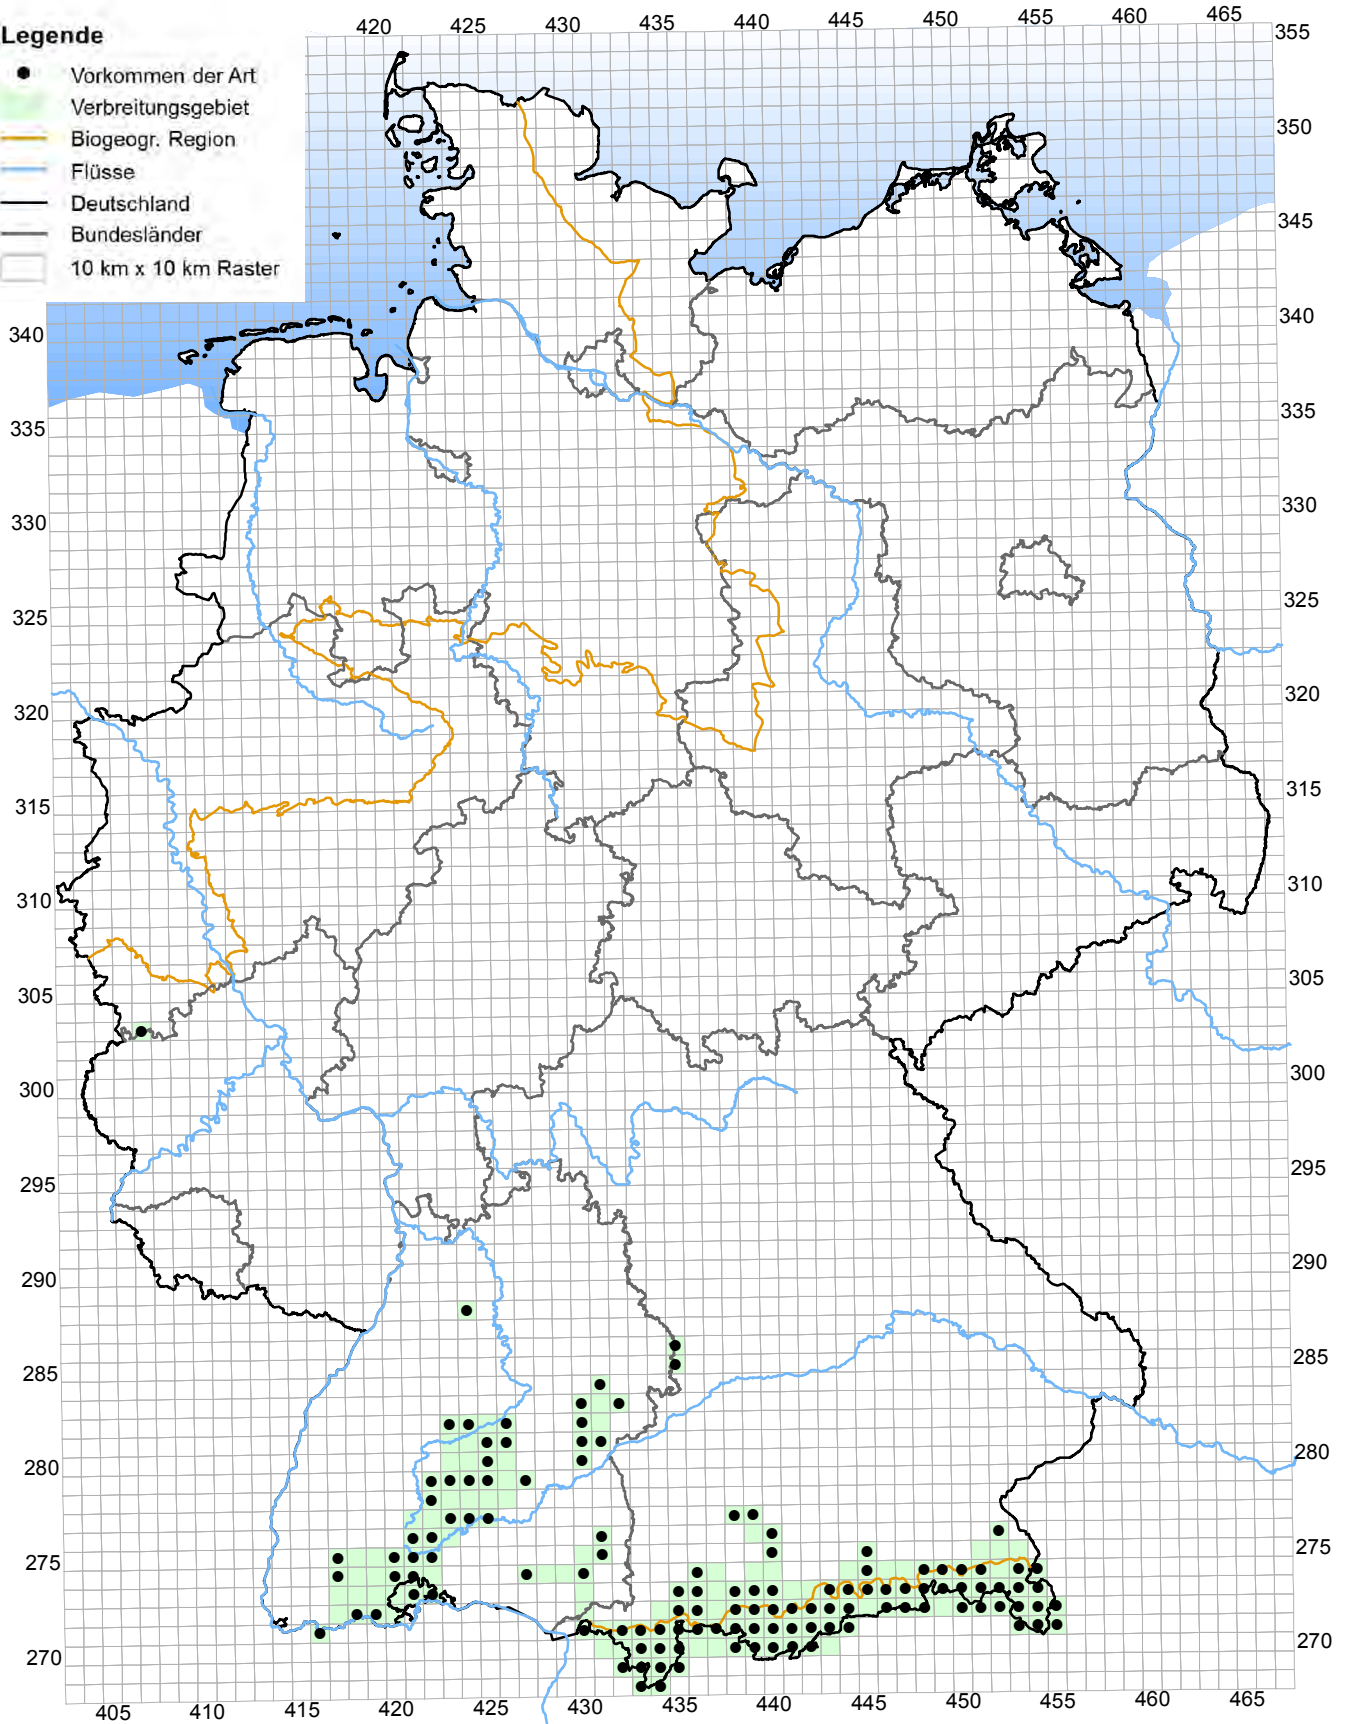 420 425 430 435 440 445 450 455 460 465
355
Legende
Vorkommen der Art
Verbreitungsgebiet
Biogeogr. Region
Flüsse
Deutschland
Bundesländer
10 km x 10 km Raster
350
345
340 340
335 335
330 330
325 325
320 320
315 315
310 310
305 305
300 300
295 295
290 290
285 285
280 280
275 275
270 270
405 410 415 420 425 430 435 440 445 450 455 460 465